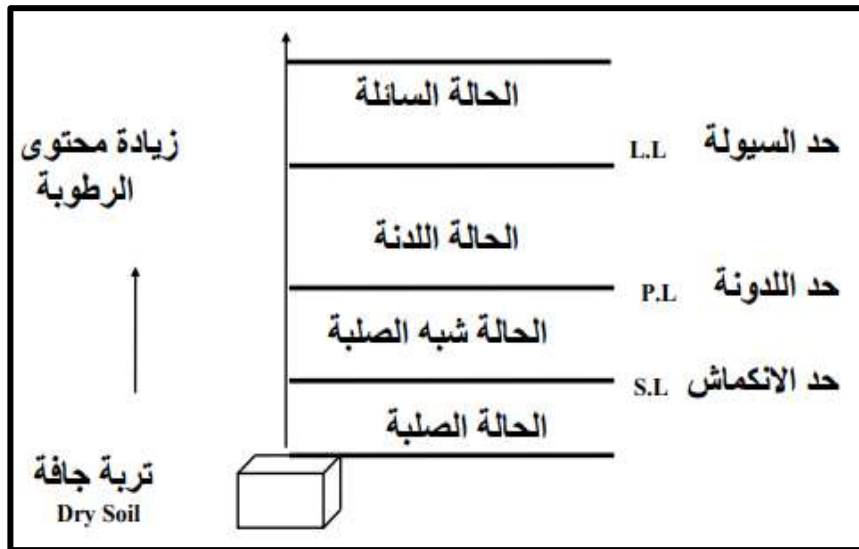 الحالة السائلة
حد السيولة L.L
زيادة محتوى
الرطوبة
الحالة اللدنة
حد اللدونة P.L
الحالة شبه الصلبة
حد الانكماش S.L
الحالة الصلبة
تربة جافة
Dry Soil